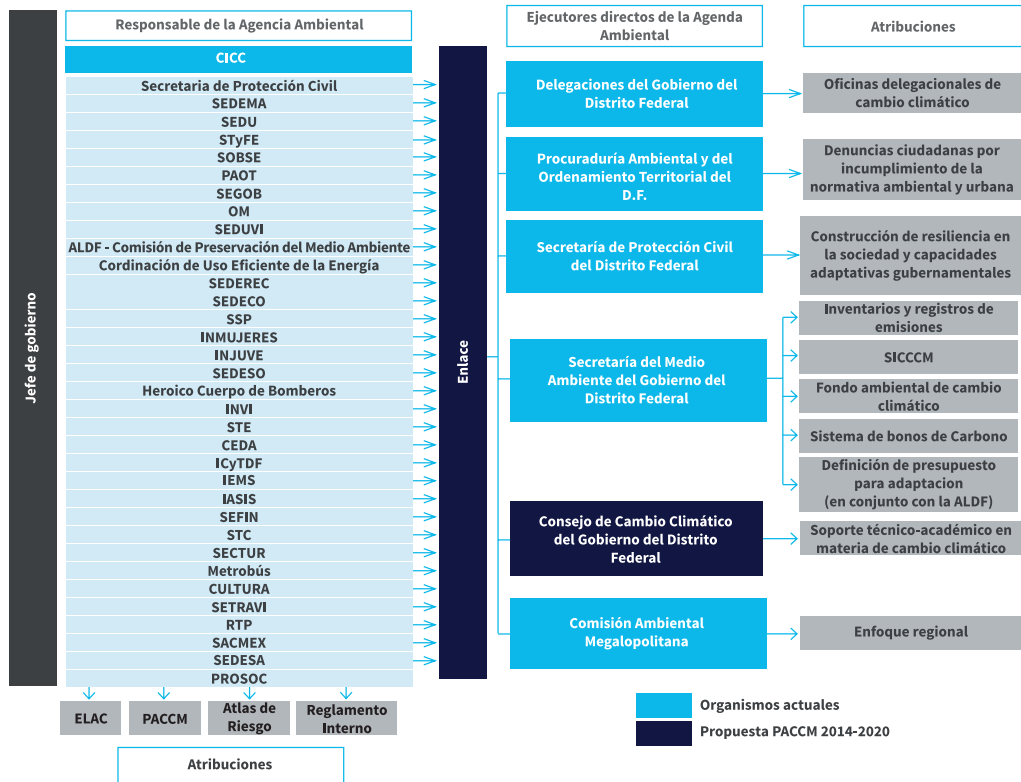 Jefe de gobierno
Responsable de la Agencia Ambiental
CICC
Secretaria de Protección Civil
SEDEMA
SEDU
STyFE
SOBSE
PAOT
SEGOB
OM
SEDUVI
ALDF - Comisión de Preservación del Medio Ambiente
Cordinación de Uso Eficiente de la Energía
SEDEREC
SEDECO
SSP
INMUJERES
INJUVE
SEDESO
Heroico Cuerpo de Bomberos
INVI
STE
CEDA
ICyTDF
IEMS
IASIS
SEFIN
STC
SECTUR
Metrobús
CULTURA
SETRAVI
RTP
SACMEX
SEDESA
PROSOC
ELAC
PACCM
Atlas de
Riesgo
Reglamento
Interno
Atribuciones
Enlace
Ejecutores directos de la Agenda
Ambiental
Delegaciones del Gobierno del
Distrito Federal
Procuraduría Ambiental y del
Ordenamiento Territorial del
D.F.
Secretaría de Protección Civil
del Distrito Federal
Secretaría del Medio
Ambiente del Gobierno del
Distrito Federal
Consejo de Cambio Climático
del Gobierno del Distrito
Federal
Comisión Ambiental
Megalopolitana
Atribuciones
Oficinas delegacionales de
cambio climático
Denuncias ciudadanas por
incumplimiento de la
normativa ambiental y urbana
Construcción de resiliencia en
la sociedad y capacidades
adaptativas gubernamentales
Inventarios y registros de
emisiones
SICCCM
Fondo ambiental de cambio
climático
Sistema de bonos de Carbono
Definición de presupuesto
para adaptacion
(en conjunto con la ALDF)
Soporte técnico-académico en
materia de cambio climático
Enfoque regional
Organismos actuales
Propuesta PACCM 2014-2020